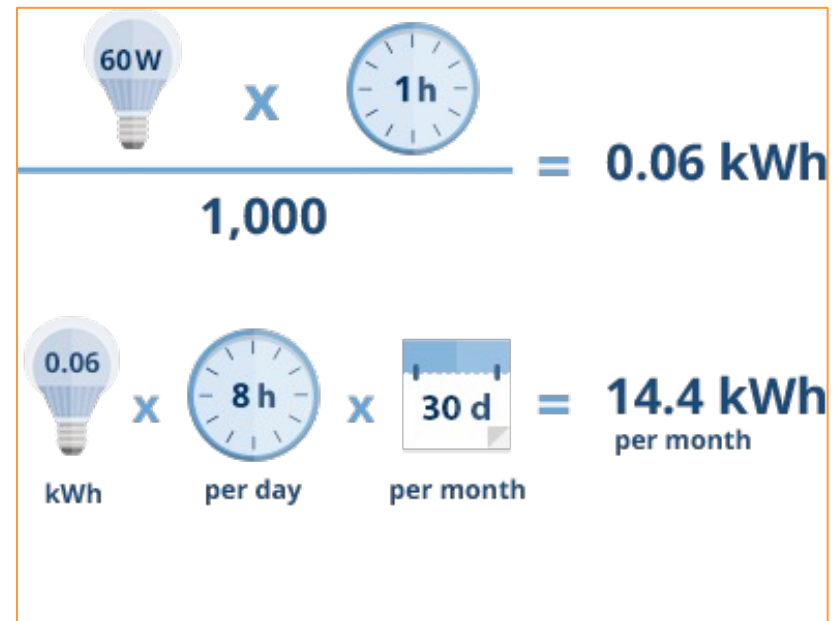 60W x 1h
1,000
= 0.06 kWh
0.06 x 8h x 30 d = 14.4 kWh
per month
kWh per day per month